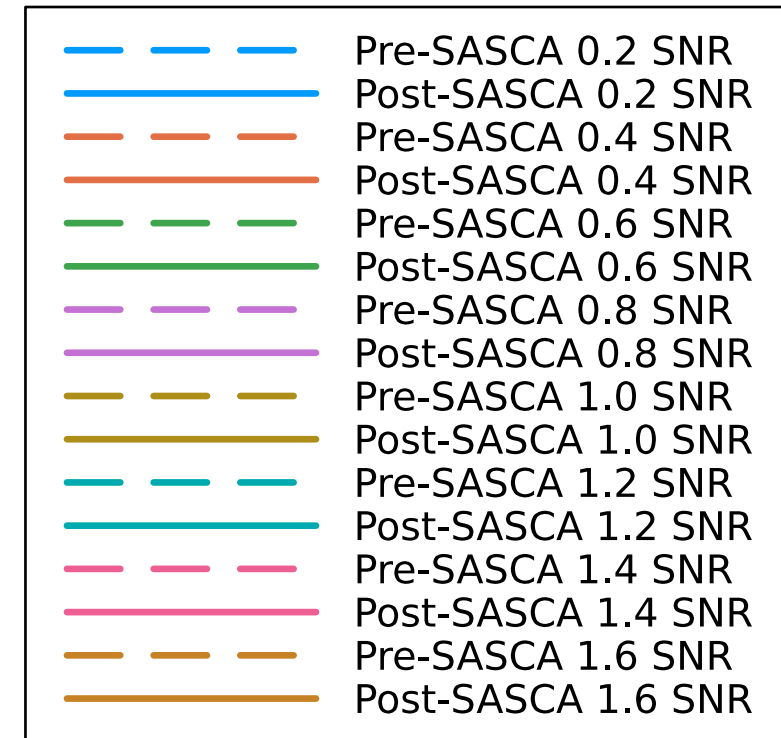 Pre-SASCA 0.2 SNR
Post-SASCA 0.2 SNR
Pre-SASCA 0.4 SNR
Post-SASCA 0.4 SNR
Pre-SASCA 0.6 SNR
Post-SASCA 0.6 SNR
Pre-SASCA 0.8 SNR
Post-SASCA 0.8 SNR
Pre-SASCA 1.0 SNR
Post-SASCA 1.0 SNR
Pre-SASCA 1.2 SNR
Post-SASCA 1.2 SNR
Pre-SASCA 1.4 SNR
Post-SASCA 1.4 SNR
Pre-SASCA 1.6 SNR
Post-SASCA 1.6 SNR